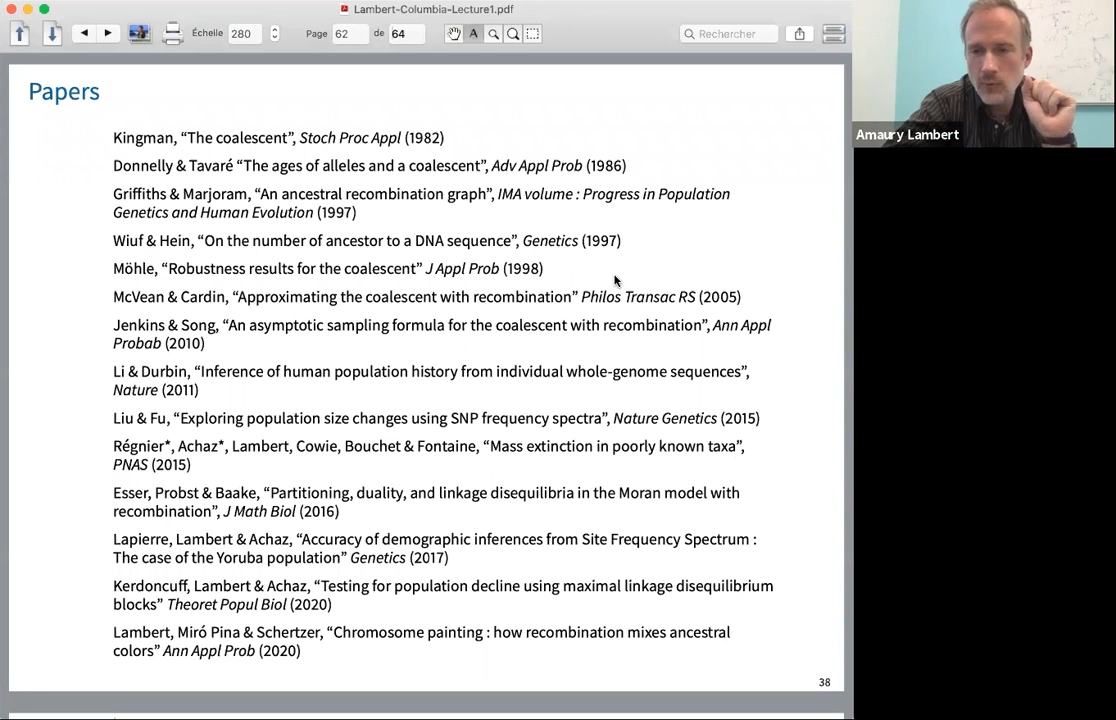 Lambert-Columbia-Lecture1.pdf
Échelle 280 Page 62 de 64 Rechercher
Papers
Kingman, “The coalescent”, Stoch Proc Appl (1982)
Donnelly & Tavaré “The ages of alleles and a coalescent”, Adv Appl Prob (1986)
Griffiths & Marjoram, “An ancestral recombination graph”, IMA volume : Progress in Population
Genetics and Human Evolution (1997)
Wiuf & Hein, “On the number of ancestor to a DNA sequence”, Genetics (1997)
Möhle, “Robustness results for the coalescent” J Appl Prob (1998)
McVean & Cardin, “Approximating the coalescent with recombination” Philos Transac RS (2005)
Jenkins & Song, “An asymptotic sampling formula for the coalescent with recombination”, Ann Appl
Probab (2010)
Li & Durbin, “Inference of human population history from individual whole-genome sequences”,
Nature (2011)
Liu & Fu, “Exploring population size changes using SNP frequency spectra”, Nature Genetics (2015)
Régnier*, Achaz*, Lambert, Cowie, Bouchet & Fontaine, “Mass extinction in poorly known taxa”,
PNAS (2015)
Esser, Probst & Baake, “Partitioning, duality, and linkage disequilibria in the Moran model with
recombination”, J Math Biol (2016)
Lapierre, Lambert & Achaz, “Accuracy of demographic inferences from Site Frequency Spectrum :
The case of the Yoruba population” Genetics (2017)
Kerdoncuff, Lambert & Achaz, “Testing for population decline using maximal linkage disequilibrium
blocks” Theoret Popul Biol (2020)
Lambert, Miró Pina & Schertzer, “Chromosome painting : how recombination mixes ancestral
colors” Ann Appl Prob (2020)
38
Amaury Lambert